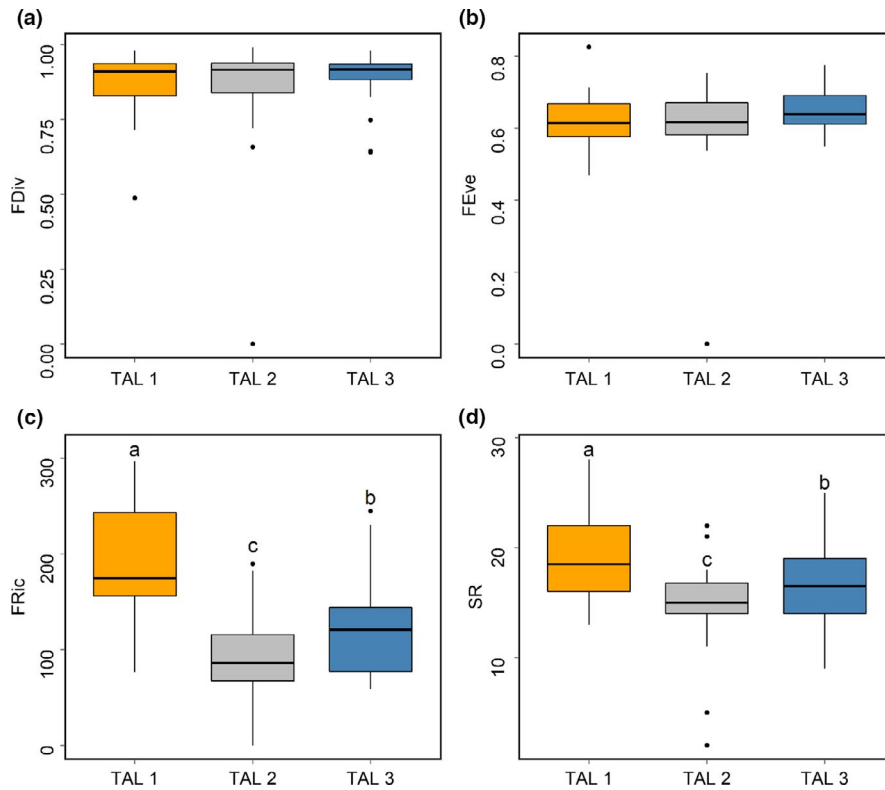 (a)
(b)
1.00
0.75
0.50
0.25
0.00
FDiv
TAL 1 TAL 2 TAL 3
0.8
0.6
0.4
0.2
0.0
FEve
TAL 1 TAL 2 TAL 3
(c)
(d)
300
200
100
0
FRic
a
c
b
TAL 1 TAL 2 TAL 3
30
20
10
SR
a
c
b
TAL 1 TAL 2 TAL 3